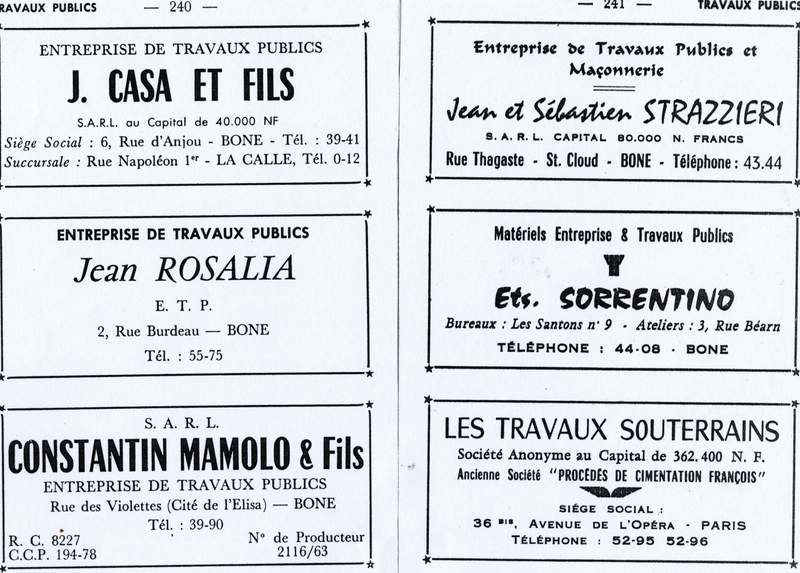 RAVAUX PUBLICS — 240 —
ENTREPRISE DE TRAVAUX PUBLICS
J. CASA ET FILS
S.A.R.L. au Capital de 40.000 NF
Siège Social : 6, Rue d'Anjou - BONE - Tél. : 39-41
Succursale : Rue Napoléon 1er - LA CALLE, Tél. 0-12
ENTREPRISE DE TRAVAUX PUBLICS
Jean ROSALIA
E. T. P.
2, Rue Burdeau — BONE
Tél. : 55-75
S. A. R. L.
CONSTANTIN MAMOLO & Fils
ENTREPRISE DE TRAVAUX PUBLICS
Rue des Violettes (Cité de l'Elisa) — BONE
Tél. : 39-90
R. C. 8227 N° de Producteur
C.C.P. 194-78 2116/63
— 241 — TRAVAUX PUBLICS
Entreprise de Travaux Publics et
Maçonnerie
Jean et Sébastien STRAZZIERI
S. A. R. L. CAPITAL 80.000 N. FRANCS
Rue Thagaste - St. Cloud - BONE - Téléphone : 43.44
Matériels Entreprise & Travaux Publics
Ets. SORRENTINO
Bureaux : Les Santons n° 9 - Ateliers : 3, Rue Béarn
TÉLÉPHONE : 44-08 - BONE
LES TRAVAUX SOUTERRAINS
Société Anonyme au Capital de 362.400 N. F.
Ancienne Société "PROCÉDÉS DE CIMENTATION FRANÇOIS"
SIÉGE SOCIAL :
36 BIS, AVENUE DE L'OPÉRA - PARIS
TÉLÉPHONE : 52-95 52-96